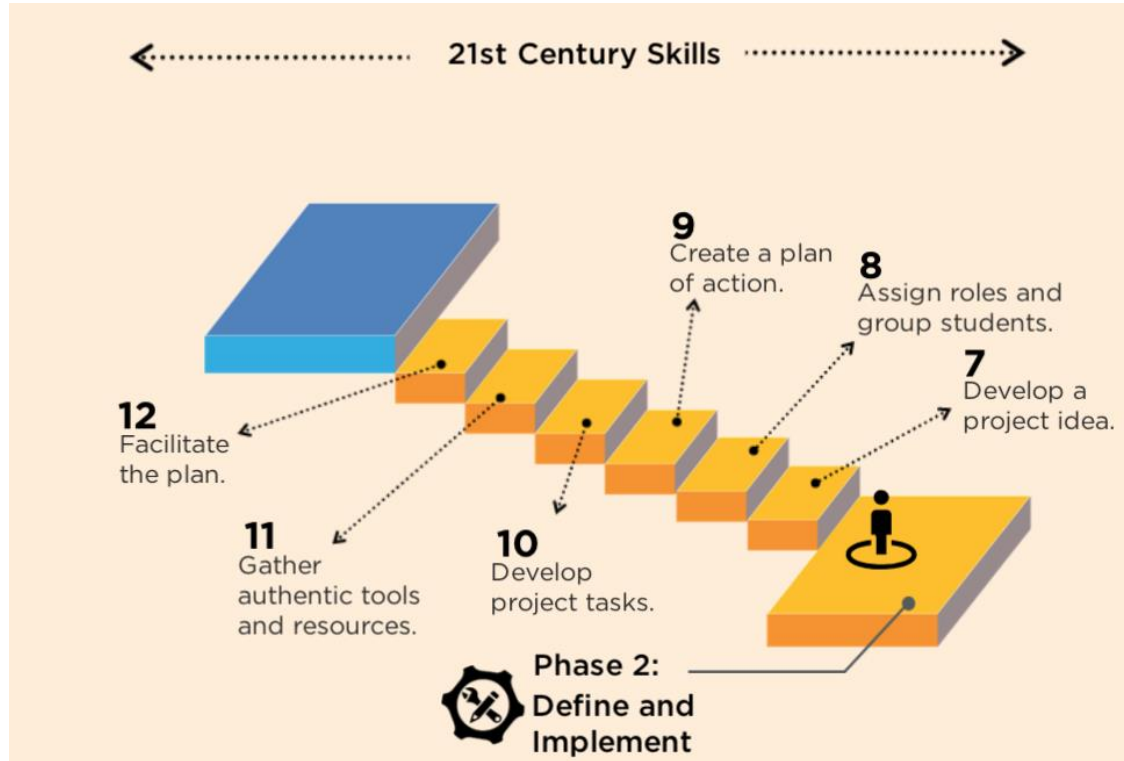 21st Century Skills
9
Create a plan
of action.
8
Assign roles and
group students.
7
Develop a
project idea.
12
Facilitate
the plan.
11
Gather
authentic tools
and resources.
10
Develop
project tasks.
Phase 2:
Define and
Implement